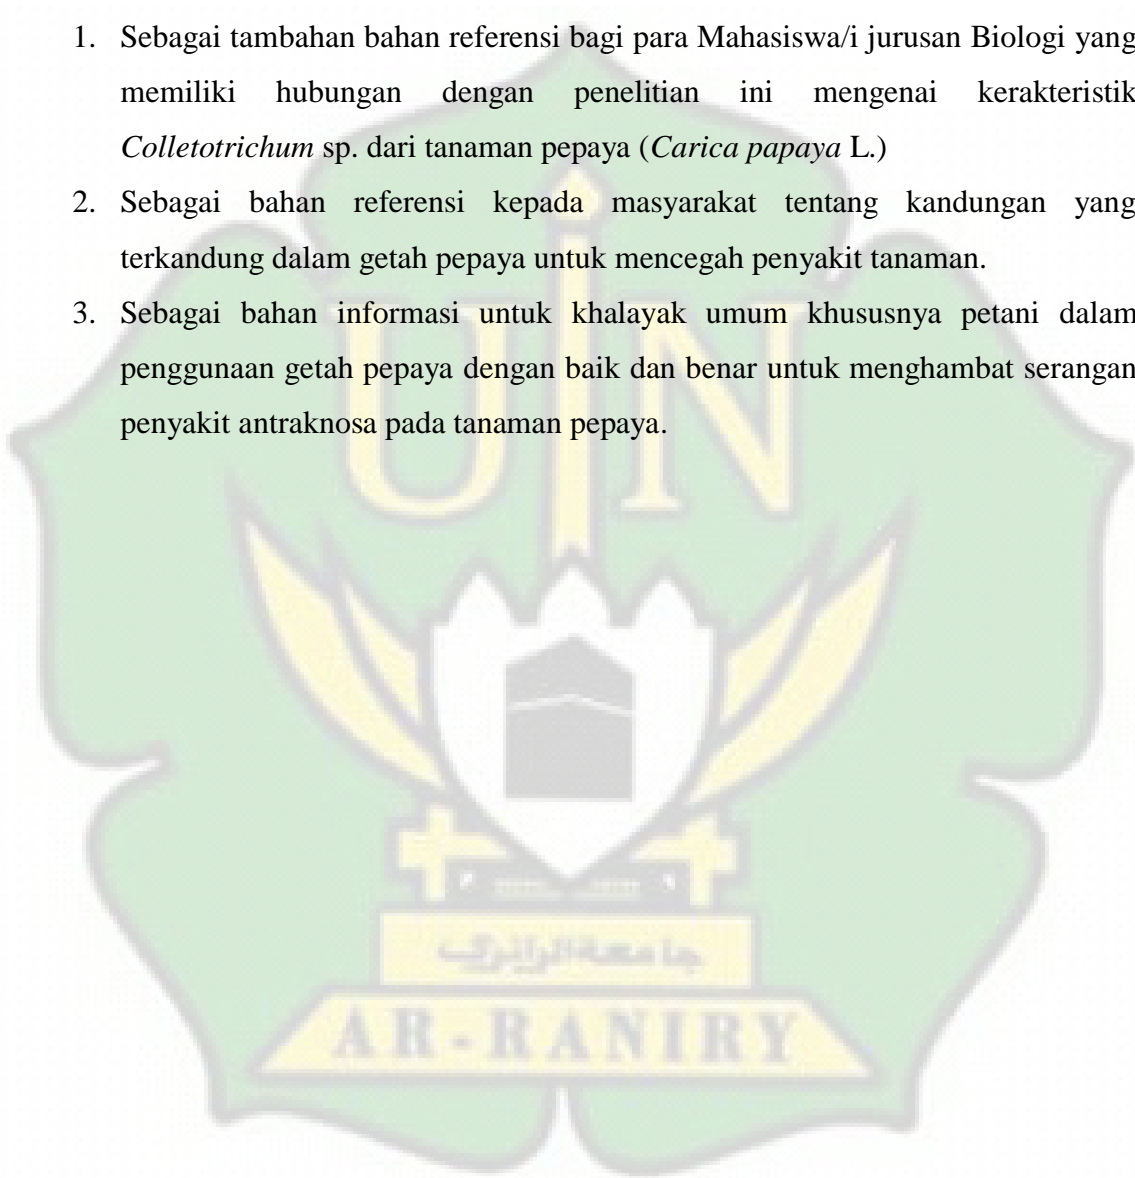 1. Sebagai tambahan bahan referensi bagi para Mahasiswa/i jurusan Biologi yang
memiliki hubungan dengan penelitian ini mengenai kerakteristik
Colletotrichum sp. dari tanaman pepaya (Carica papaya L.)
2. Sebagai bahan referensi kepada masyarakat tentang kandungan yang
terkandung dalam getah pepaya untuk mencegah penyakit tanaman.
3. Sebagai bahan informasi untuk khalayak umum khususnya petani dalam
penggunaan getah pepaya dengan baik dan benar untuk menghambat serangan
penyakit antraknosa pada tanaman pepaya.
UIN
جامعة الرانري
AR-RANIRY